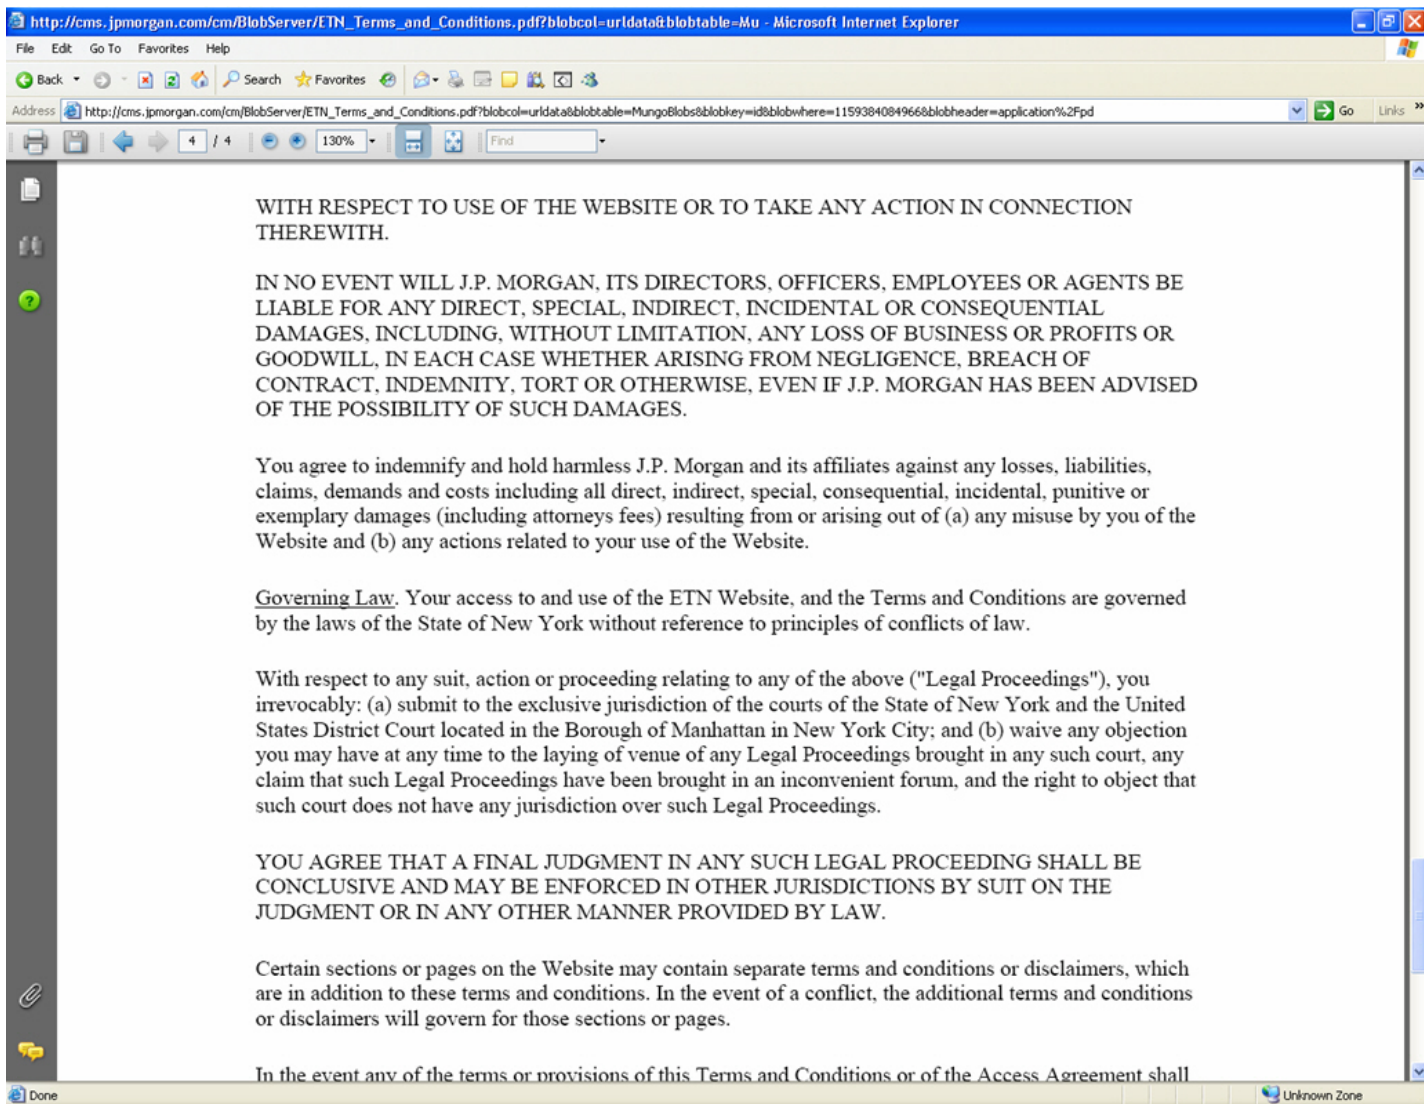 http://cms.jpmorgan.com/cm/BlobServer/ETN_Terms_and_Conditions.pdf?blobcol=urldata&blobtable=Mu - Microsoft Internet Explorer
File Edit Go To Favorites Help
Back Search Favorites
Address http://cms.jpmorgan.com/cm/BlobServer/ETN_Terms_and_Conditions.pdf?blobcol=urldata&blobtable=MungoBlobs&blobkey=id&blobwhere=1159384084966&blobheader=application%2Fpd Go Links »
4 / 4 130% Find
WITH RESPECT TO USE OF THE WEBSITE OR TO TAKE ANY ACTION IN CONNECTION
THEREWITH.
IN NO EVENT WILL J.P. MORGAN, ITS DIRECTORS, OFFICERS, EMPLOYEES OR AGENTS BE
LIABLE FOR ANY DIRECT, SPECIAL, INDIRECT, INCIDENTAL OR CONSEQUENTIAL
DAMAGES, INCLUDING, WITHOUT LIMITATION, ANY LOSS OF BUSINESS OR PROFITS OR
GOODWILL, IN EACH CASE WHETHER ARISING FROM NEGLIGENCE, BREACH OF
CONTRACT, INDEMNITY, TORT OR OTHERWISE, EVEN IF J.P. MORGAN HAS BEEN ADVISED
OF THE POSSIBILITY OF SUCH DAMAGES.
You agree to indemnify and hold harmless J.P. Morgan and its affiliates against any losses, liabilities,
claims, demands and costs including all direct, indirect, special, consequential, incidental, punitive or
exemplary damages (including attorneys fees) resulting from or arising out of (a) any misuse by you of the
Website and (b) any actions related to your use of the Website.
Governing Law. Your access to and use of the ETN Website, and the Terms and Conditions are governed
by the laws of the State of New York without reference to principles of conflicts of law.
With respect to any suit, action or proceeding relating to any of the above ("Legal Proceedings"), you
irrevocably: (a) submit to the exclusive jurisdiction of the courts of the State of New York and the United
States District Court located in the Borough of Manhattan in New York City; and (b) waive any objection
you may have at any time to the laying of venue of any Legal Proceedings brought in any such court, any
claim that such Legal Proceedings have been brought in an inconvenient forum, and the right to object that
such court does not have any jurisdiction over such Legal Proceedings.
YOU AGREE THAT A FINAL JUDGMENT IN ANY SUCH LEGAL PROCEEDING SHALL BE
CONCLUSIVE AND MAY BE ENFORCED IN OTHER JURISDICTIONS BY SUIT ON THE
JUDGMENT OR IN ANY OTHER MANNER PROVIDED BY LAW.
Certain sections or pages on the Website may contain separate terms and conditions or disclaimers, which
are in addition to these terms and conditions. In the event of a conflict, the additional terms and conditions
or disclaimers will govern for those sections or pages.
In the event any of the terms or provisions of this Terms and Conditions or of the Access Agreement shall
Done Unknown Zone